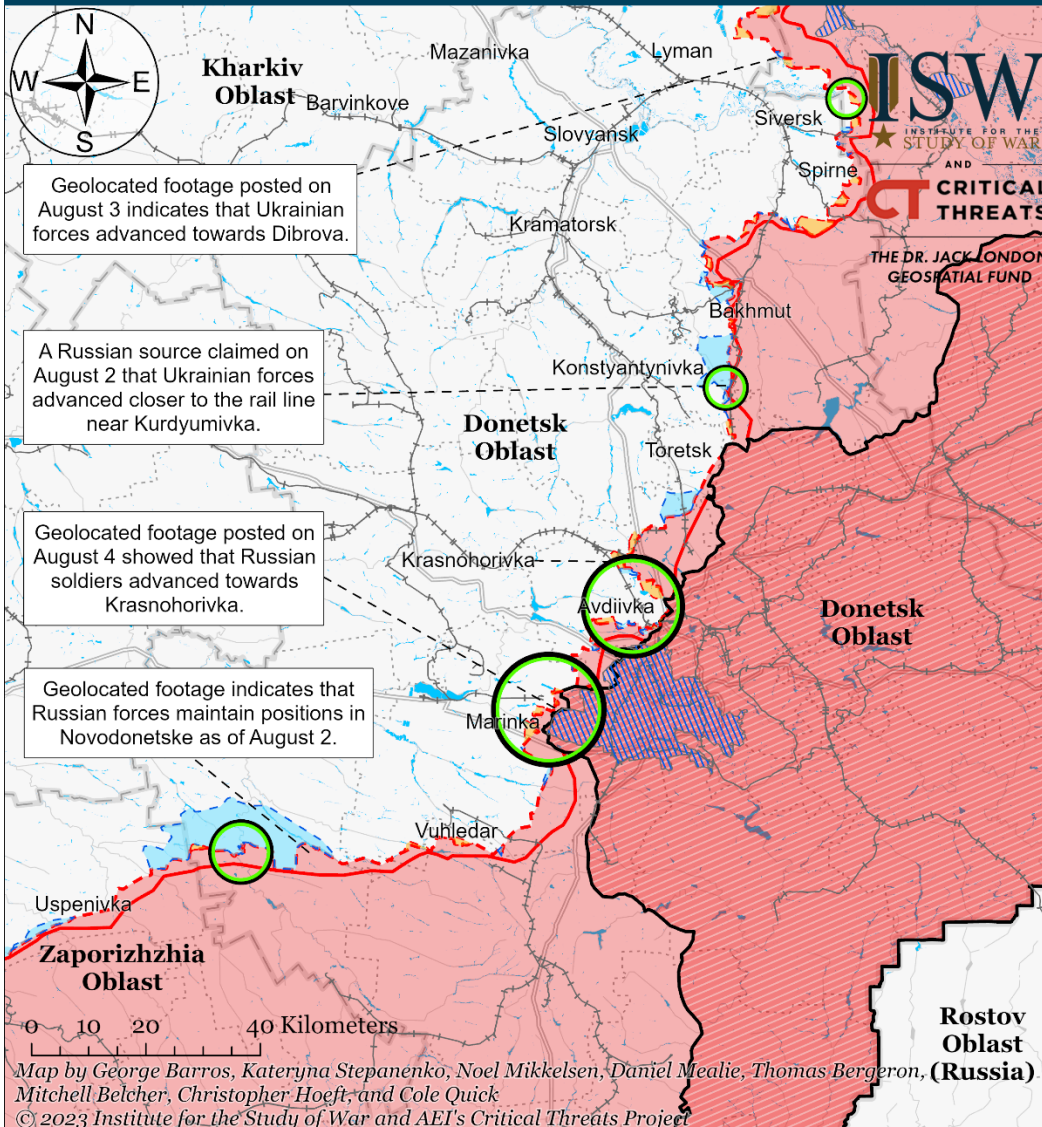 N
W
E
S
Kharkiv
Oblast
Mazanivka
Lyman
Barvinkove
Slovyansk
Siversk
ISW
INSTITUTE FOR THE
STUDY OF WAR
AND
CT CRITICAL
THREATS
THE DR. JACK LONDON
GEOSPATIAL FUND
Spirne
Geolocated footage posted on
August 3 indicates that Ukrainian
forces advanced towards Dibrova.
Kramatorsk
Bakhmut
A Russian source claimed on
August 2 that Ukrainian forces
advanced closer to the rail line
near Kurdyumivka.
Konstyantynivka
Donetsk
Oblast
Toretsk
Geolocated footage posted on
August 4 showed that Russian
soldiers advanced towards
Krasnohorivka.
Krasnohorivka
Avdiivka
Donetsk
Oblast
Geolocated footage indicates that
Russian forces maintain positions in
Novodonetske as of August 2.
Marinka
Vuhledar
Uspenivka
Zaporizhzhia
Oblast
0 10 20 40 Kilometers
Rostov
Oblast
(Russia)
Map by George Barros, Kateryna Stepanenko, Noel Mikkelsen, Daniel Mealie, Thomas Bergeron,
Mitchell Belcher, Christopher Hoeft, and Cole Quick
© 2023 Institute for the Study of War and AEI's Critical Threats Project